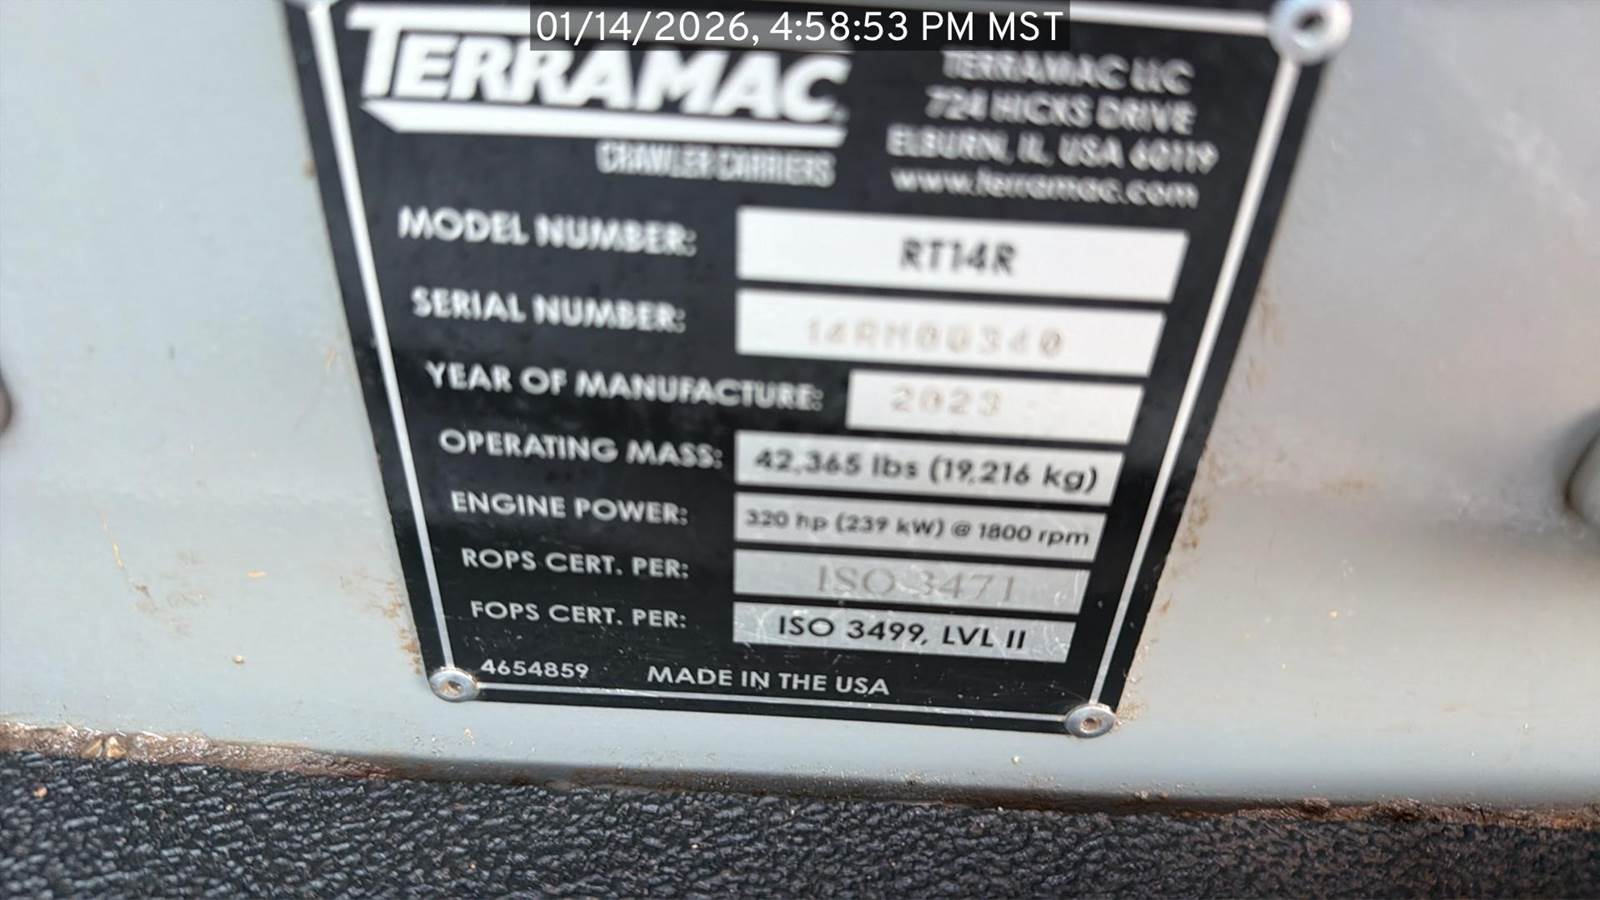 01/14/2026, 4:58:53 PM MST
TERRAMAC
CRAWLER CARRIERS
TERRAMAC LLC
724 HICKS DRIVE
ELBURN, IL, USA 60119
www.terramac.com
MODEL NUMBER: RT14R
SERIAL NUMBER:
YEAR OF MANUFACTURE: 2023
OPERATING MASS: 42,365 lbs (19,216 kg)
ENGINE POWER: 320 hp (239 kW) @ 1800 rpm
ROPS CERT. PER: ISO 3471
FOPS CERT. PER: ISO 3499, LVL II
4654859 MADE IN THE USA